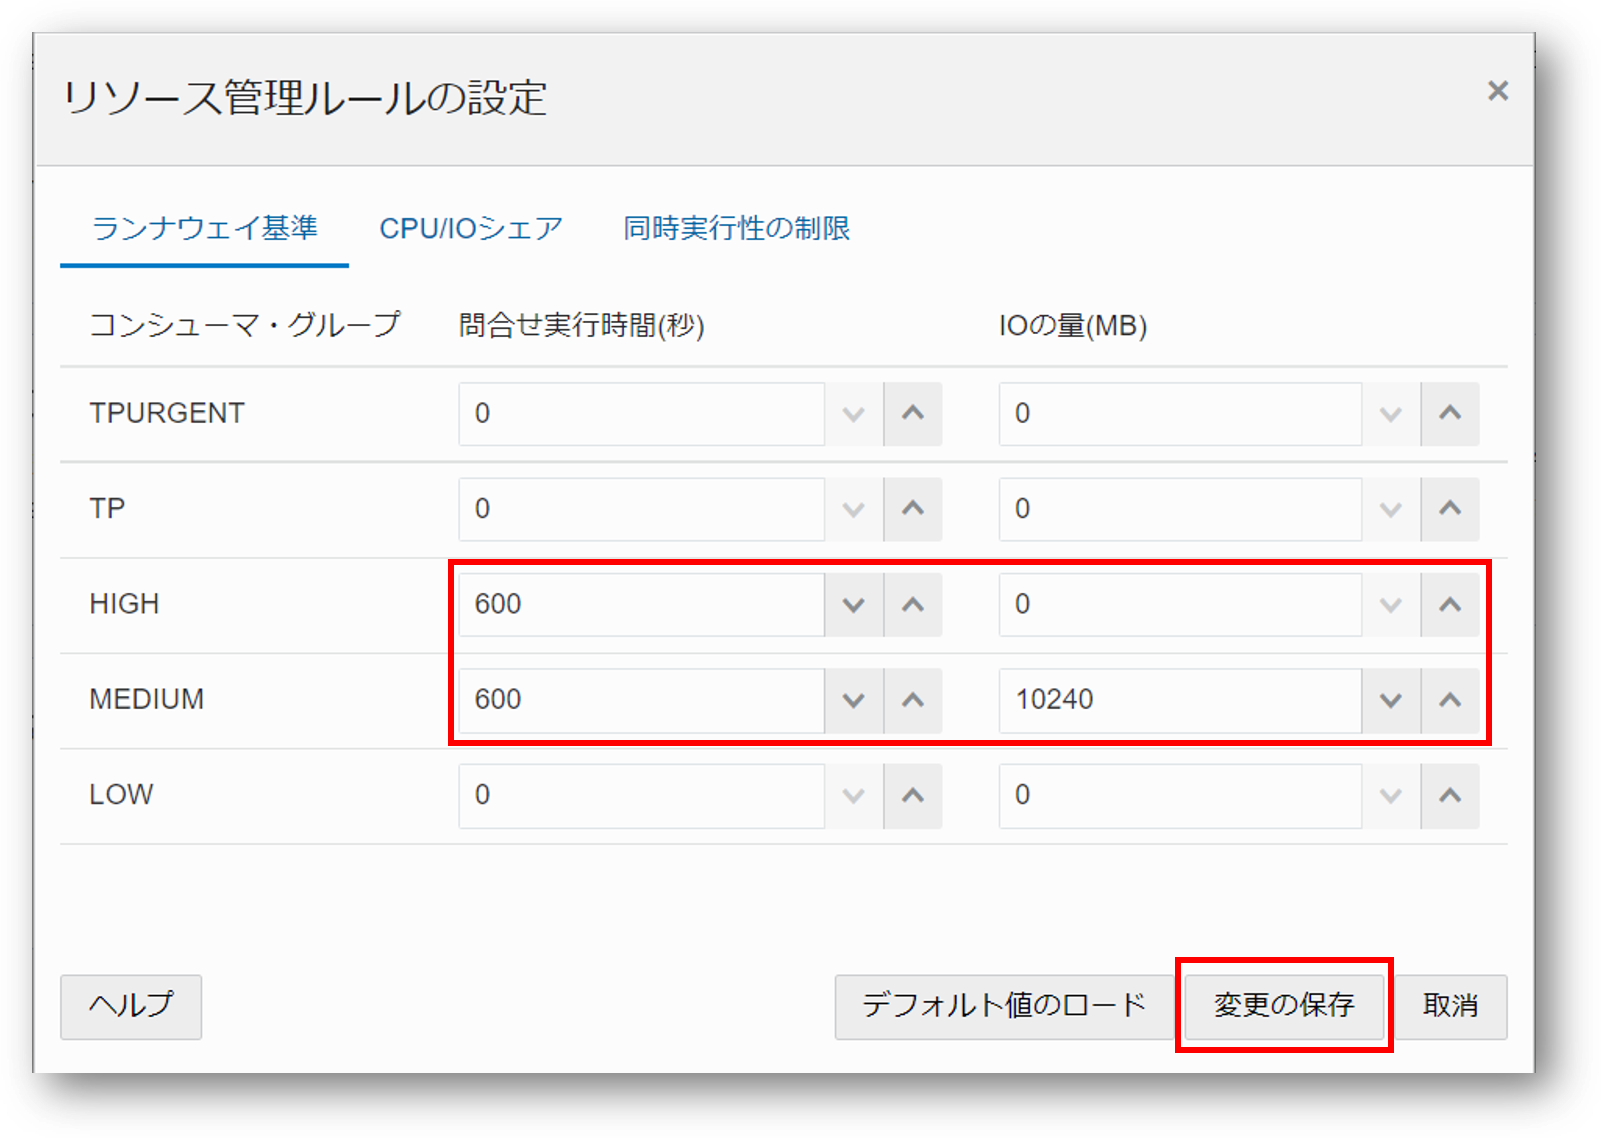 リソース管理ルールの設定 ×
ランナウェイ基準 CPU/IOシェア 同時実行性の制限
コンシューマ・グループ 問合せ実行時間(秒) IOの量(MB)
TPURGENT 0 0
TP 0 0
HIGH 600 0
MEDIUM 600 10240
LOW 0 0
ヘルプ デフォルト値のロード 変更の保存 取消